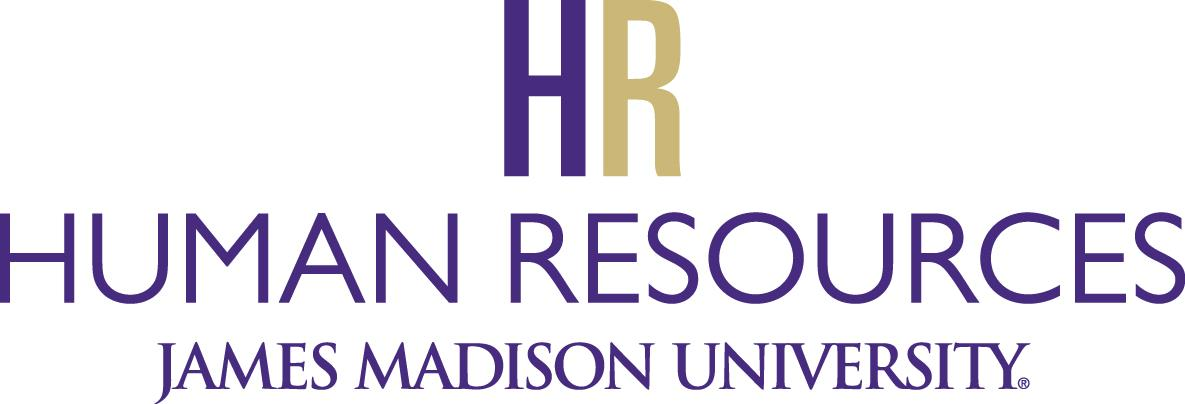 HR
HUMAN RESOURCES
JAMES MADISON UNIVERSITY®